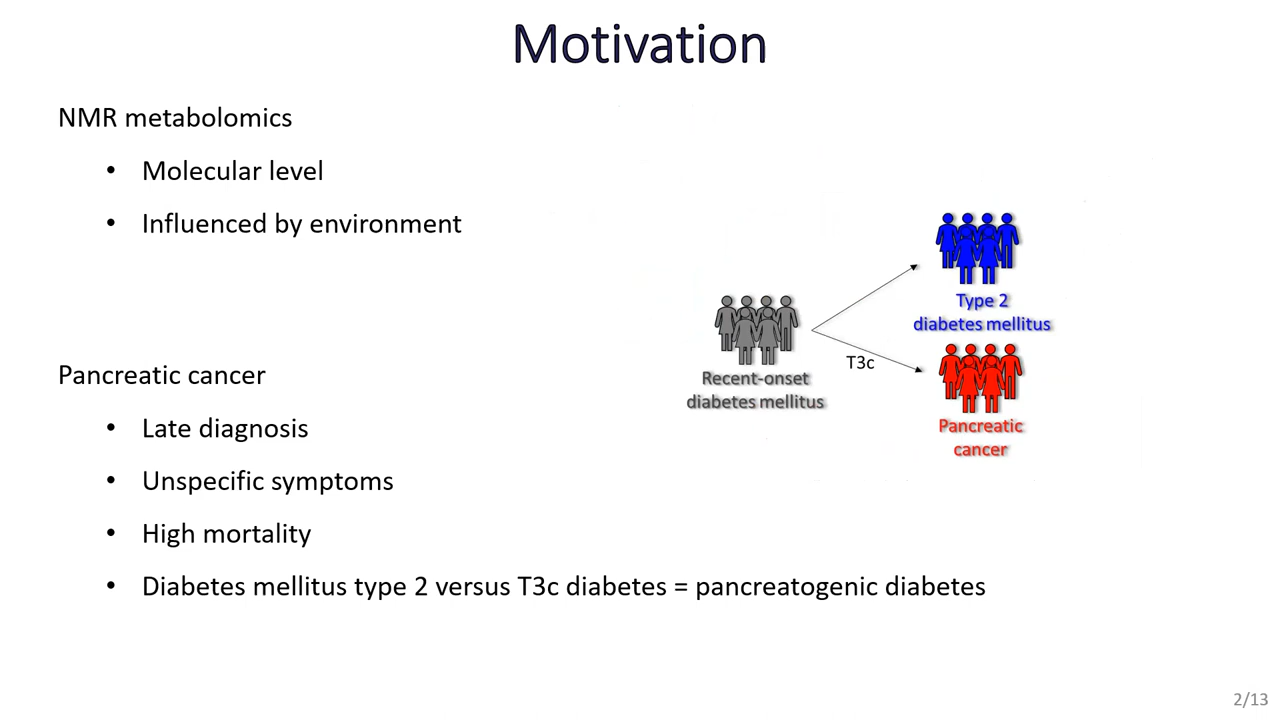 Motivation
NMR metabolomics
• Molecular level
• Influenced by environment
Pancreatic cancer
• Late diagnosis
• Unspecific symptoms
• High mortality
• Diabetes mellitus type 2 versus T3c diabetes = pancreatogenic diabetes
Recent-onset
diabetes mellitus
T3c
Type 2
diabetes mellitus
Pancreatic
cancer
2/13